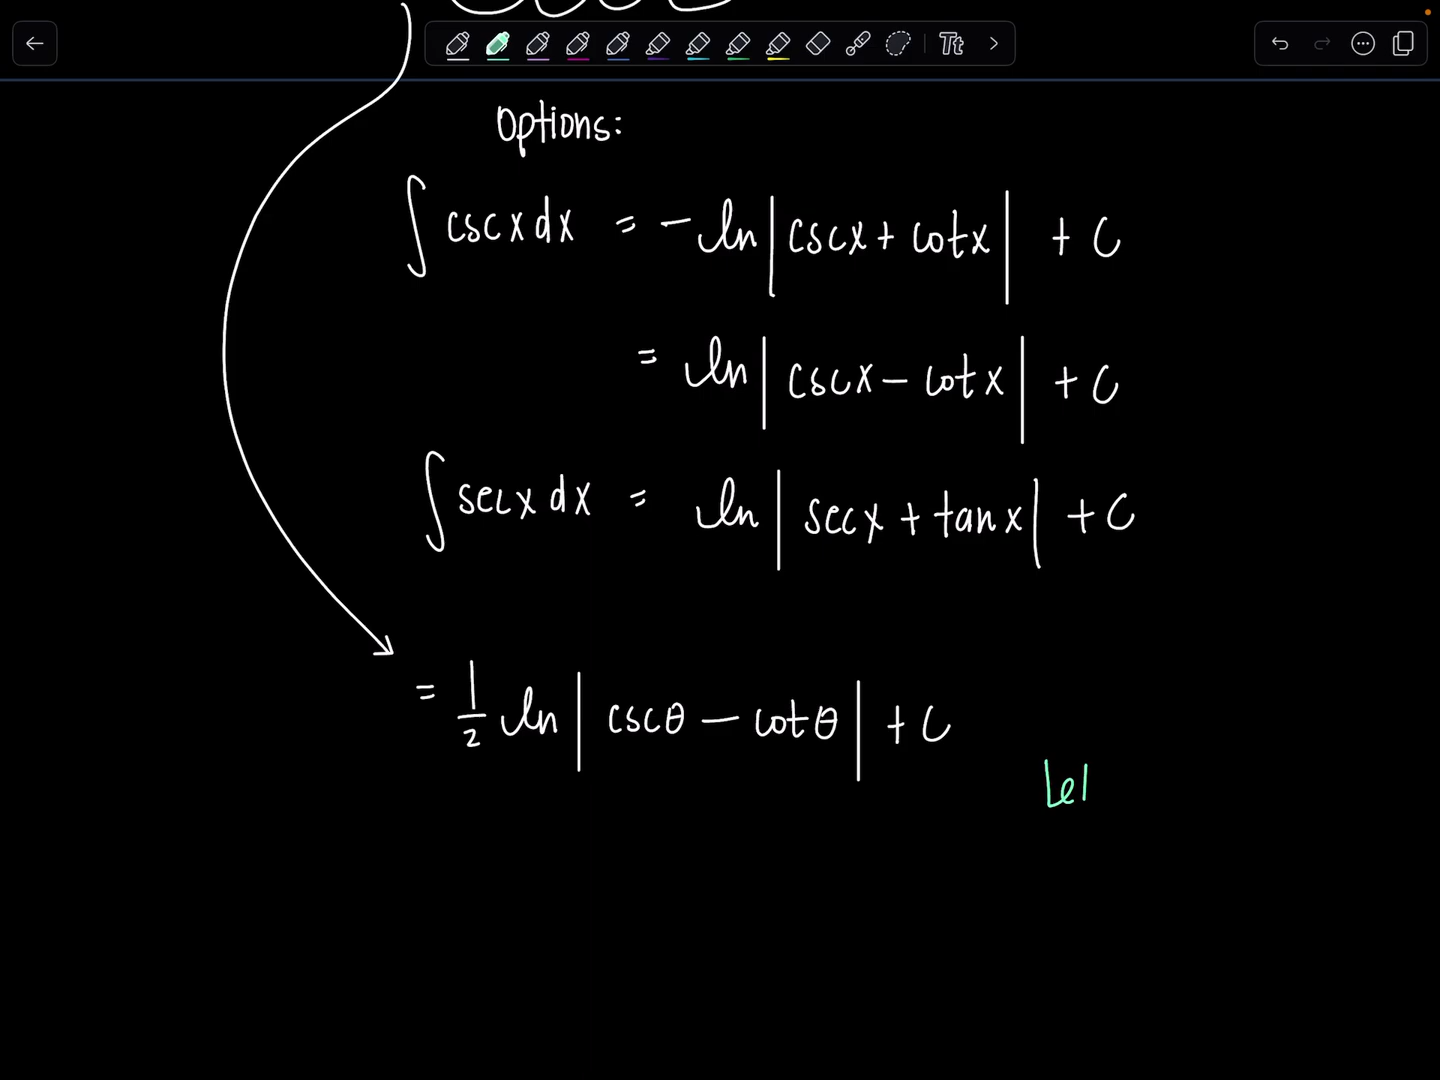 Tt
Options:
∫ cscx dx = - ln | cscx + cotx | + C
= ln | cscx - cotx | + C
∫ secx dx = ln | secx + tanx | + C
= 1/2 ln | cscθ - cotθ | + C